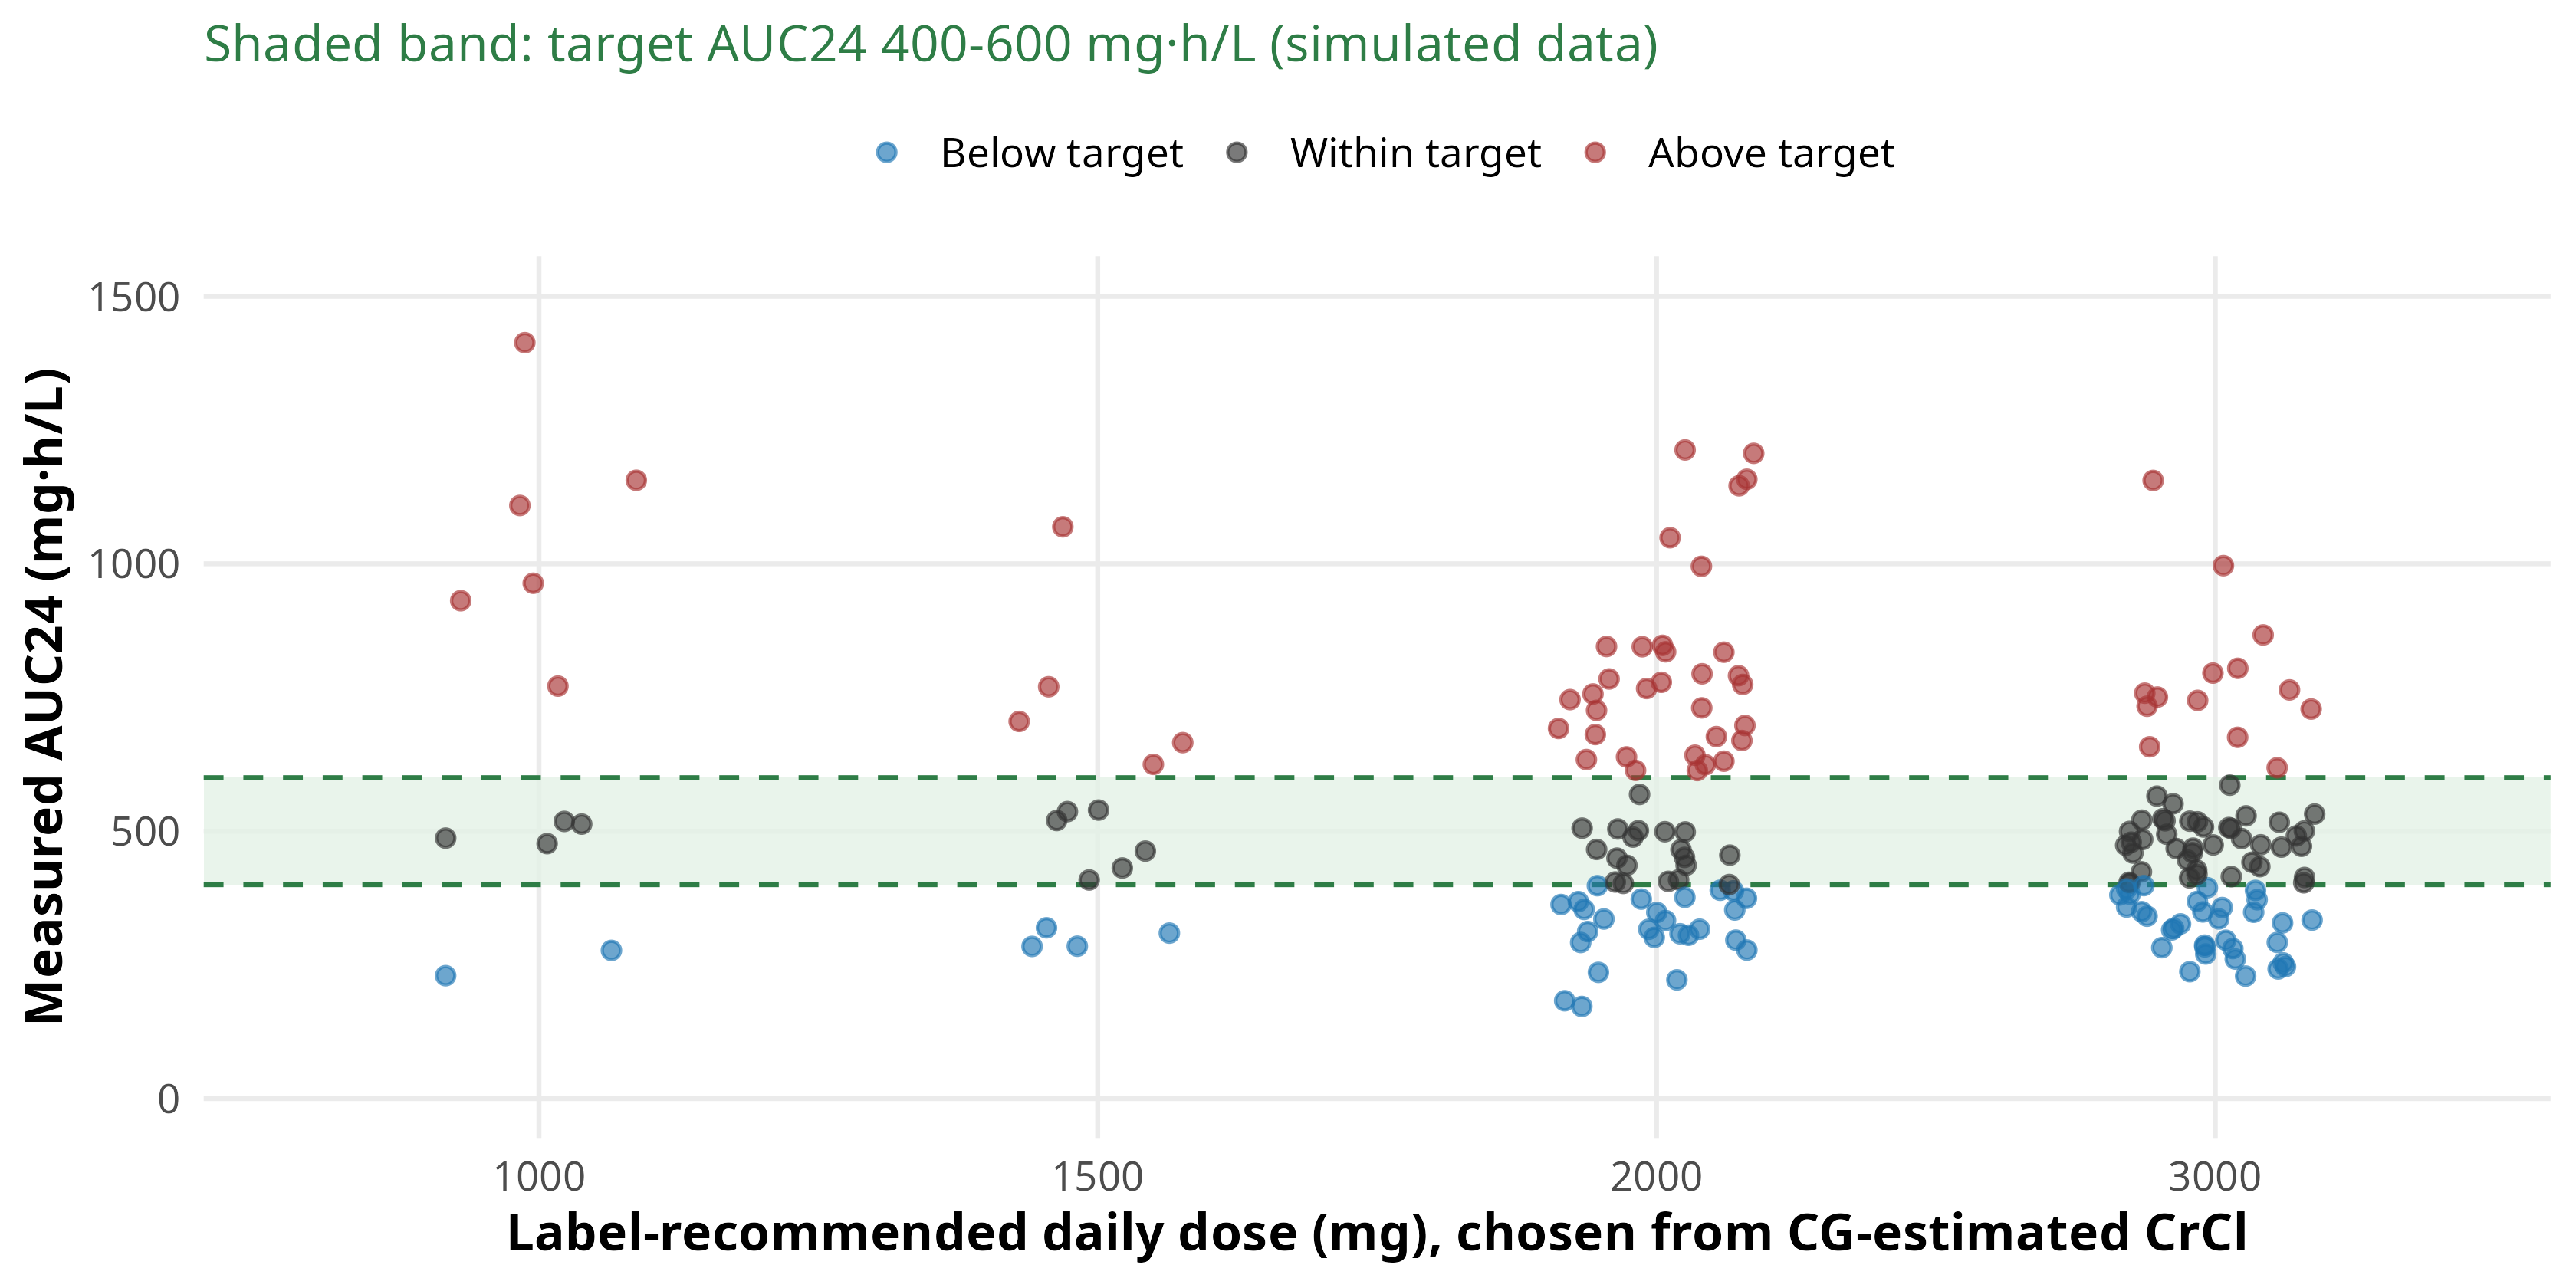 Shaded band: target AUC24 400-600 mg·h/L (simulated data)
Below target Within target Above target
Measured AUC24 (mg·h/L)
1500
1000
500
0
1000 1500 2000 3000
Label-recommended daily dose (mg), chosen from CG-estimated CrCl